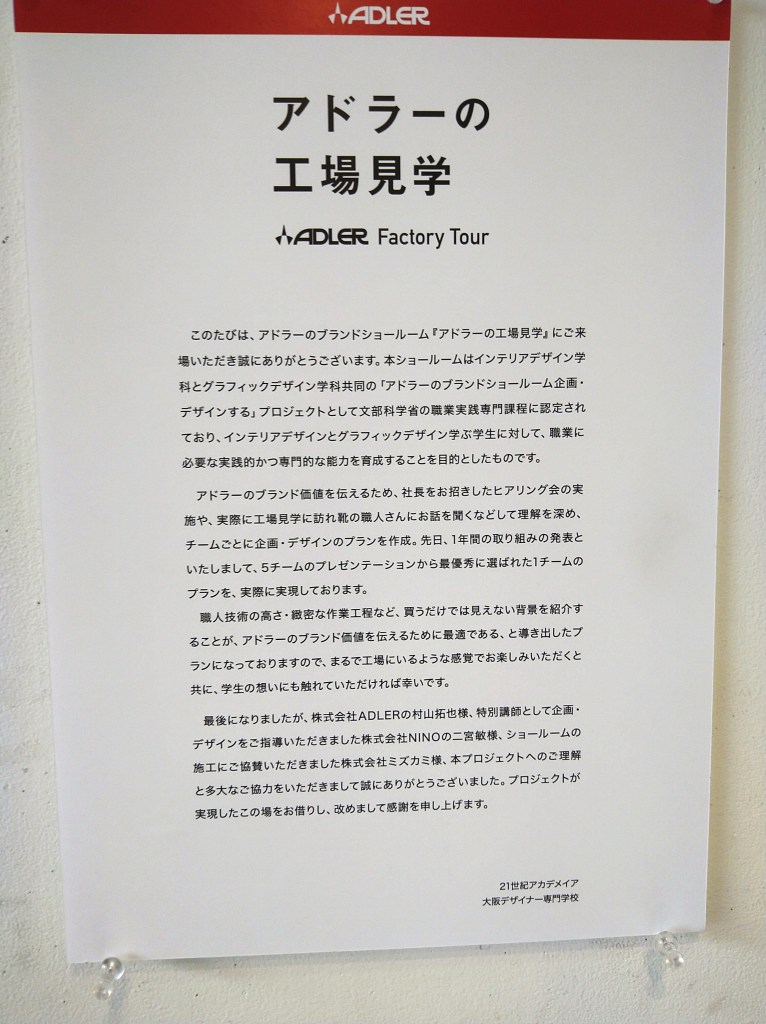 ADLER
アドラーの
工場見学
ADLER Factory Tour
このたびは、アドラーのブランドショールーム『アドラーの工場見学』にご来
場いただき誠にありがとうございます。本ショールームはインテリアデザイン学
科とグラフィックデザイン学科共同の「アドラーのブランドショールーム企画・
デザインする」プロジェクトとして文部科学省の職業実践専門課程に認定され
ており、インテリアデザインとグラフィックデザイン学ぶ学生に対して、職業に
必要な実践的かつ専門的な能力を育成することを目的としたものです。
アドラーのブランド価値を伝えるため、社長をお招きしたヒアリング会の実
施や、実際に工場見学に訪れ靴の職人さんにお話を聞くなどして理解を深め、
チームごとに企画・デザインのプランを作成。先日、1年間の取り組みの発表と
いたしまして、5チームのプレゼンテーションから最優秀に選ばれた1チームの
プランを、実際に実現しております。
職人技術の高さ・緻密な作業工程など、買うだけでは見えない背景を紹介す
ることが、アドラーのブランド価値を伝えるために最適である、と導き出したプ
ランになっておりますので、まるで工場にいるような感覚でお楽しみいただくと
共に、学生の想いにも触れていただければ幸いです。
最後になりましたが、株式会社ADLERの村山拓也様、特別講師として企画・
デザインをご指導いただきました株式会社NINOの二宮敏様、ショールームの
施工にご協賛いただきました株式会社ミズカミ様、本プロジェクトへのご理解
と多大なご協力をいただきまして誠にありがとうございました。プロジェクトが
実現したこの場をお借りし、改めまして感謝を申し上げます。
21世紀アカデメイア
大阪デザイナー専門学校